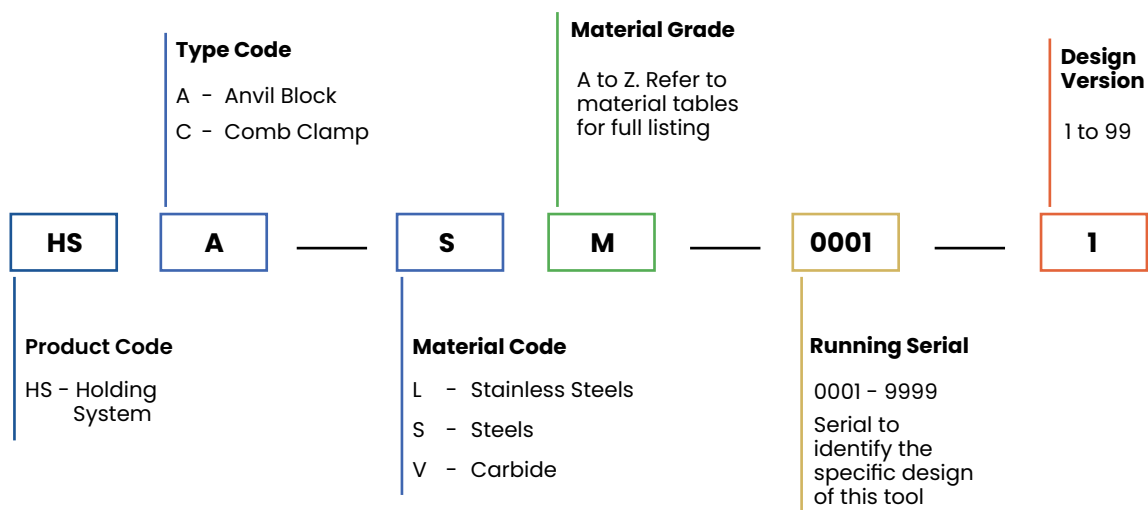 Type Code
A - Anvil Block
C - Comb Clamp
Material Grade
A to Z. Refer to
material tables
for full listing
Design
Version
1 to 99
HS A — S M — 0001 — 1
Product Code
HS - Holding
System
Material Code
L - Stainless Steels
S - Steels
V - Carbide
Running Serial
0001 - 9999
Serial to
identify the
specific design
of this tool